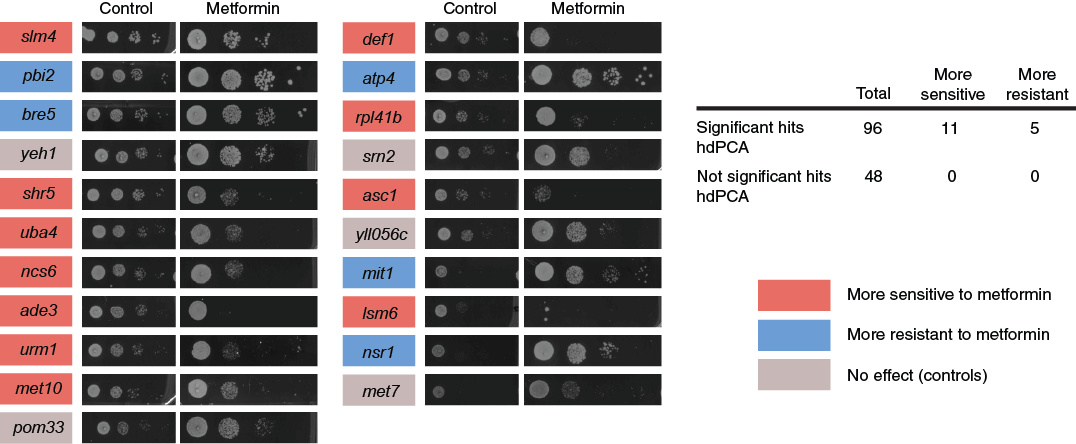 Control Metformin
slm4
pbi2
bre5
yeh1
shr5
uba4
ncs6
ade3
urm1
met10
pom33
Control Metformin
def1
atp4
rpl41b
srn2
asc1
yll056c
mit1
lsm6
nsr1
met7
Total More sensitive More resistant
Significant hits hdPCA 96 11 5
Not significant hits hdPCA 48 0 0
More sensitive to metformin
More resistant to metformin
No effect (controls)